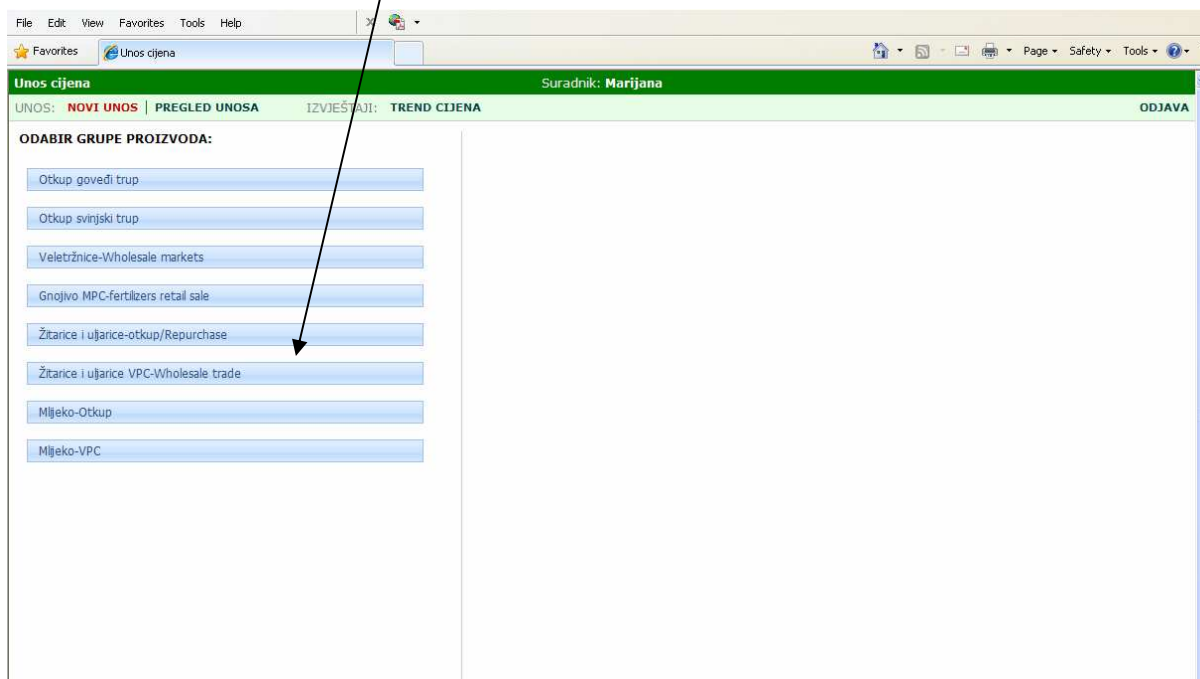 File Edit View Favorites Tools Help
Favorites Unos cijena Page Safety Tools
Unos cijena Suradnik: Marijana
UNOS: NOVI UNOS | PREGLED UNOSA IZVJEŠTAJI: TREND CIJENA ODJAVA
ODABIR GRUPE PROIZVODA:
Otkup goveđi trup
Otkup svinjski trup
Veletržnice-Wholesale markets
Gnojivo MPC-fertilizers retail sale
Žitarice i uljarice-otkup/Repurchase
Žitarice i uljarice VPC-Wholesale trade
Mlijeko-Otkup
Mlijeko-VPC